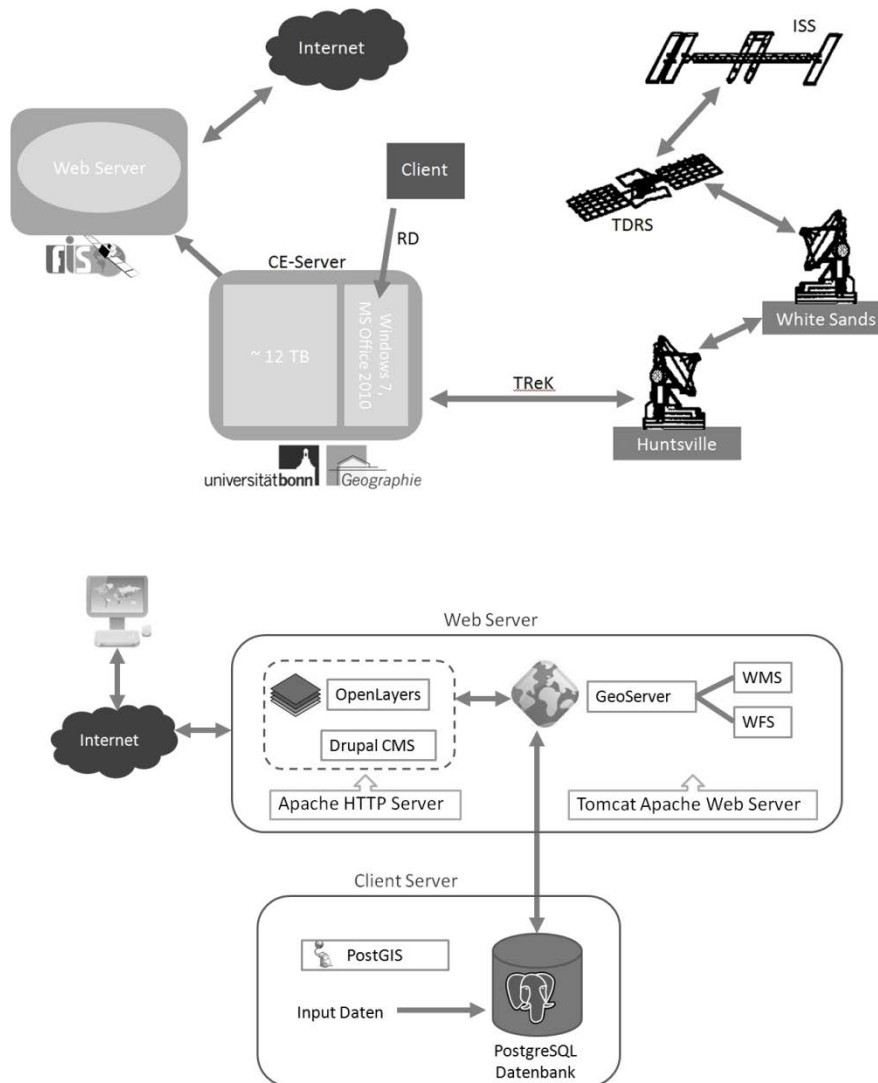 Internet
ISS
Web Server
Client
TDRS
fis
RD
CE-Server
White Sands
~ 12 TB
Windows 7,
MS Office 2010
TReK
Huntsville
universitätbonn
Geographie
Web Server
OpenLayers
GeoServer
WMS
Internet
WFS
Drupal CMS
Apache HTTP Server
Tomcat Apache Web Server
Client Server
PostGIS
Input Daten
PostgreSQL
Datenbank